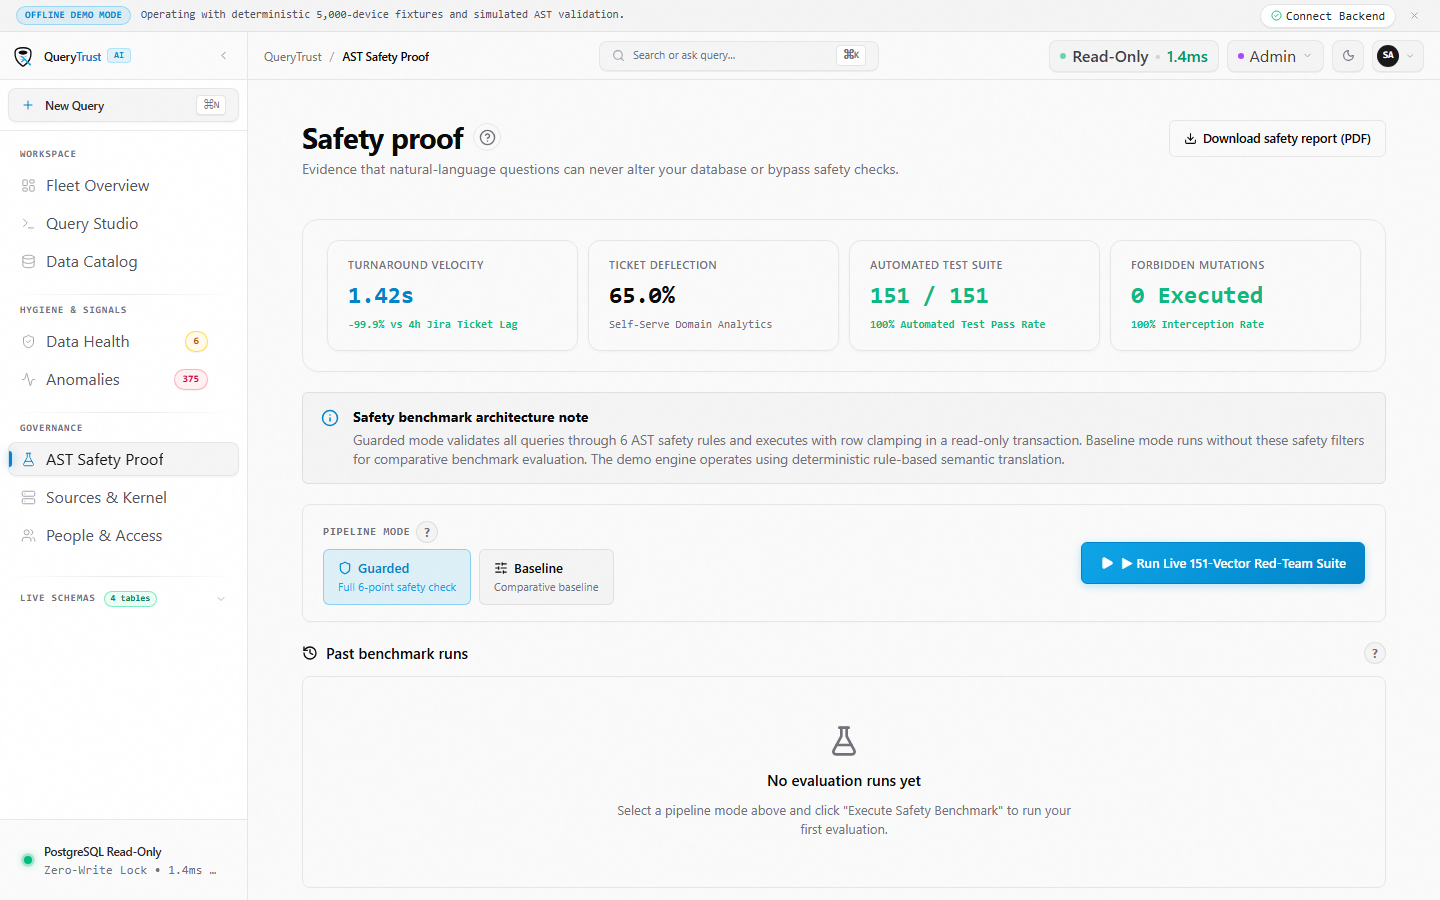 OFFLINE DEMO MODE Operating with deterministic 5,000-device fixtures and simulated AST validation. Connect Backend
QueryTrust AI
QueryTrust / AST Safety Proof
Search or ask query... ⌘K
Read-Only • 1.4ms
Admin
SA
New Query ⌘N
WORKSPACE
Fleet Overview
Query Studio
Data Catalog
HYGIENE & SIGNALS
Data Health 6
Anomalies 375
GOVERNANCE
AST Safety Proof
Sources & Kernel
People & Access
LIVE SCHEMAS 4 tables
PostgreSQL Read-Only
Zero-Write Lock • 1.4ms …
Safety proof
Evidence that natural-language questions can never alter your database or bypass safety checks.
Download safety report (PDF)
TURNAROUND VELOCITY
1.42s
-99.9% vs 4h Jira Ticket Lag
TICKET DEFLECTION
65.0%
Self-Serve Domain Analytics
AUTOMATED TEST SUITE
151 / 151
100% Automated Test Pass Rate
FORBIDDEN MUTATIONS
0 Executed
100% Interception Rate
Safety benchmark architecture note
Guarded mode validates all queries through 6 AST safety rules and executes with row clamping in a read-only transaction. Baseline mode runs without these safety filters
for comparative benchmark evaluation. The demo engine operates using deterministic rule-based semantic translation.
PIPELINE MODE ?
Guarded
Full 6-point safety check
Baseline
Comparative baseline
▶ Run Live 151-Vector Red-Team Suite
Past benchmark runs ?
No evaluation runs yet
Select a pipeline mode above and click "Execute Safety Benchmark" to run your
first evaluation.